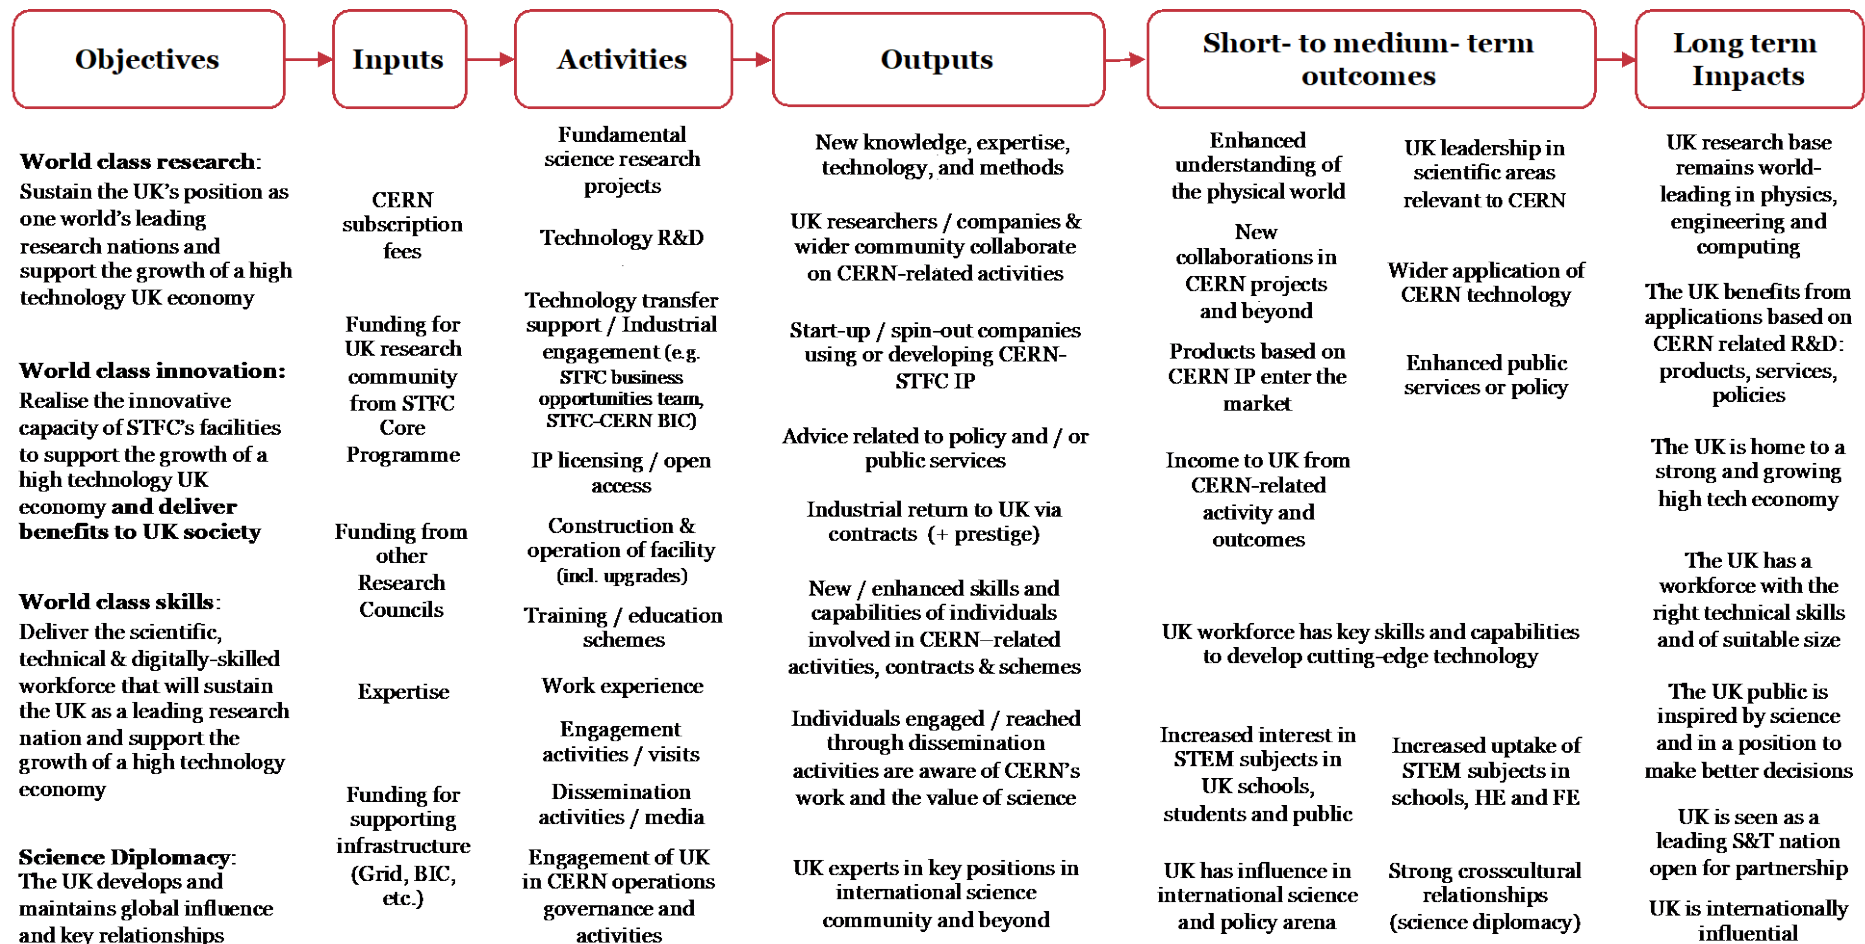 Objectives
Inputs
Activities
Outputs
Short- to medium- term
outcomes
Long term
Impacts
World class research:
Sustain the UK's position as
one world's leading
research nations and
support the growth of a high
technology UK economy
World class innovation:
Realise the innovative
capacity of STFC's facilities
to support the growth of a
high technology UK
economy and deliver
benefits to UK society
World class skills:
Deliver the scientific,
technical & digitally-skilled
workforce that will sustain
the UK as a leading research
nation and support the
growth of a high technology
economy
Science Diplomacy:
The UK develops and
maintains global influence
and key relationships
CERN
subscription
fees
Funding for
UK research
community
from STFC
Core
Programme
Funding from
other
Research
Councils
Expertise
Funding for
supporting
infrastructure
(Grid, BIC,
etc.)
Fundamental
science research
projects
Technology R&D
Technology transfer
support / Industrial
engagement (e.g.
STFC business
opportunities team,
STFC-CERN BIC)
IP licensing / open
access
Construction &
operation of facility
(incl. upgrades)
Training / education
schemes
Work experience
Engagement
activities / visits
Dissemination
activities / media
Engagement of UK
in CERN operations
governance and
activities
New knowledge, expertise,
technology, and methods
UK researchers / companies &
wider community collaborate
on CERN-related activities
Start-up / spin-out companies
using or developing CERN-
STFC IP
Advice related to policy and / or
public services
Industrial return to UK via
contracts (+ prestige)
New / enhanced skills and
capabilities of individuals
involved in CERN–related
activities, contracts & schemes
Individuals engaged / reached
through dissemination
activities are aware of CERN's
work and the value of science
UK experts in key positions in
international science
community and beyond
Enhanced
understanding of
the physical world
New
collaborations in
CERN projects
and beyond
Products based on
CERN IP enter the
market
Income to UK from
CERN-related
activity and
outcomes
UK leadership in
scientific areas
relevant to CERN
Wider application of
CERN technology
Enhanced public
services or policy
UK workforce has key skills and capabilities
to develop cutting-edge technology
Increased interest in
STEM subjects in
UK schools,
students and public
Increased uptake of
STEM subjects in
schools, HE and FE
UK has influence in
international science
and policy arena
Strong crosscultural
relationships
(science diplomacy)
UK research base
remains world-
leading in physics,
engineering and
computing
The UK benefits from
applications based on
CERN related R&D:
products, services,
policies
The UK is home to a
strong and growing
high tech economy
The UK has a
workforce with the
right technical skills
and of suitable size
The UK public is
inspired by science
and in a position to
make better decisions
UK is seen as a
leading S&T nation
open for partnership
UK is internationally
influential